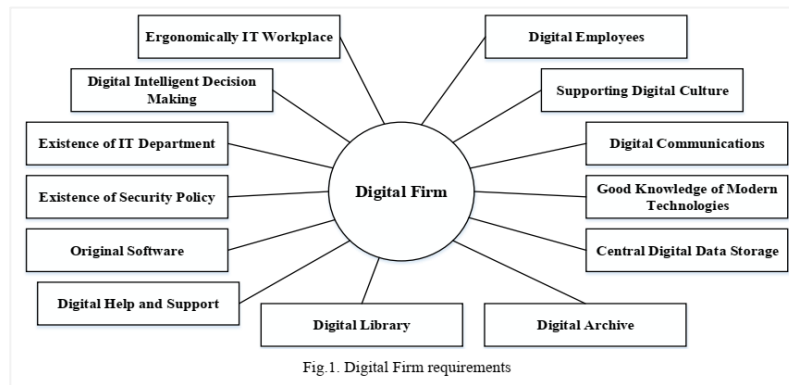 Ergonomically IT Workplace
Digital Employees
Digital Intelligent Decision
Making
Supporting Digital Culture
Existence of IT Department
Digital Communications
Digital Firm
Existence of Security Policy
Good Knowledge of Modern
Technologies
Original Software
Central Digital Data Storage
Digital Help and Support
Digital Library
Digital Archive
Fig.1. Digital Firm requirements